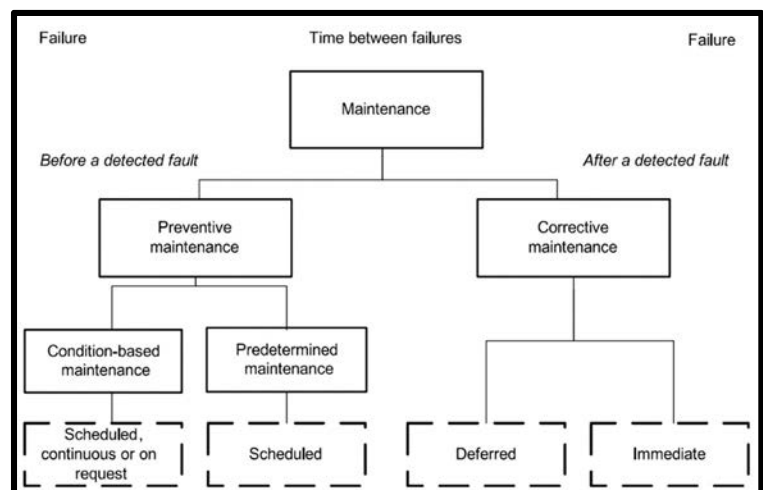 Failure
Time between failures
Failure
Maintenance
Before a detected fault
After a detected fault
Preventive
maintenance
Corrective
maintenance
Condition-based
maintenance
Predetermined
maintenance
Scheduled,
continuous or on
request
Scheduled
Deferred
Immediate